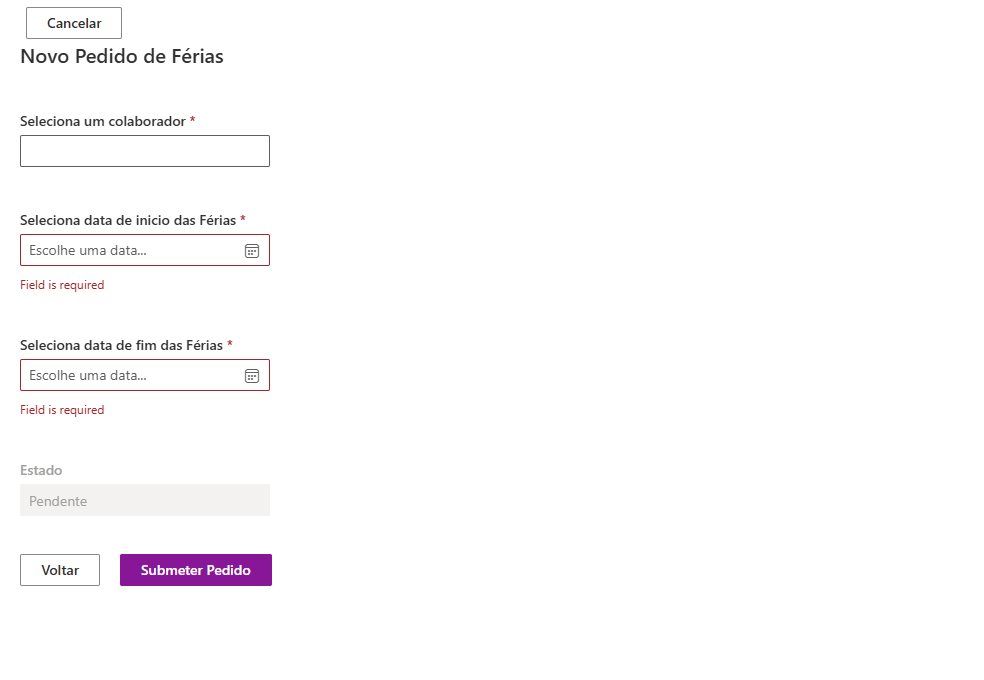 Cancelar
Novo Pedido de Férias
Seleciona um colaborador *
Seleciona data de inicio das Férias *
Escolhe uma data...
Field is required
Seleciona data de fim das Férias *
Escolhe uma data...
Field is required
Estado
Pendente
Voltar Submeter Pedido